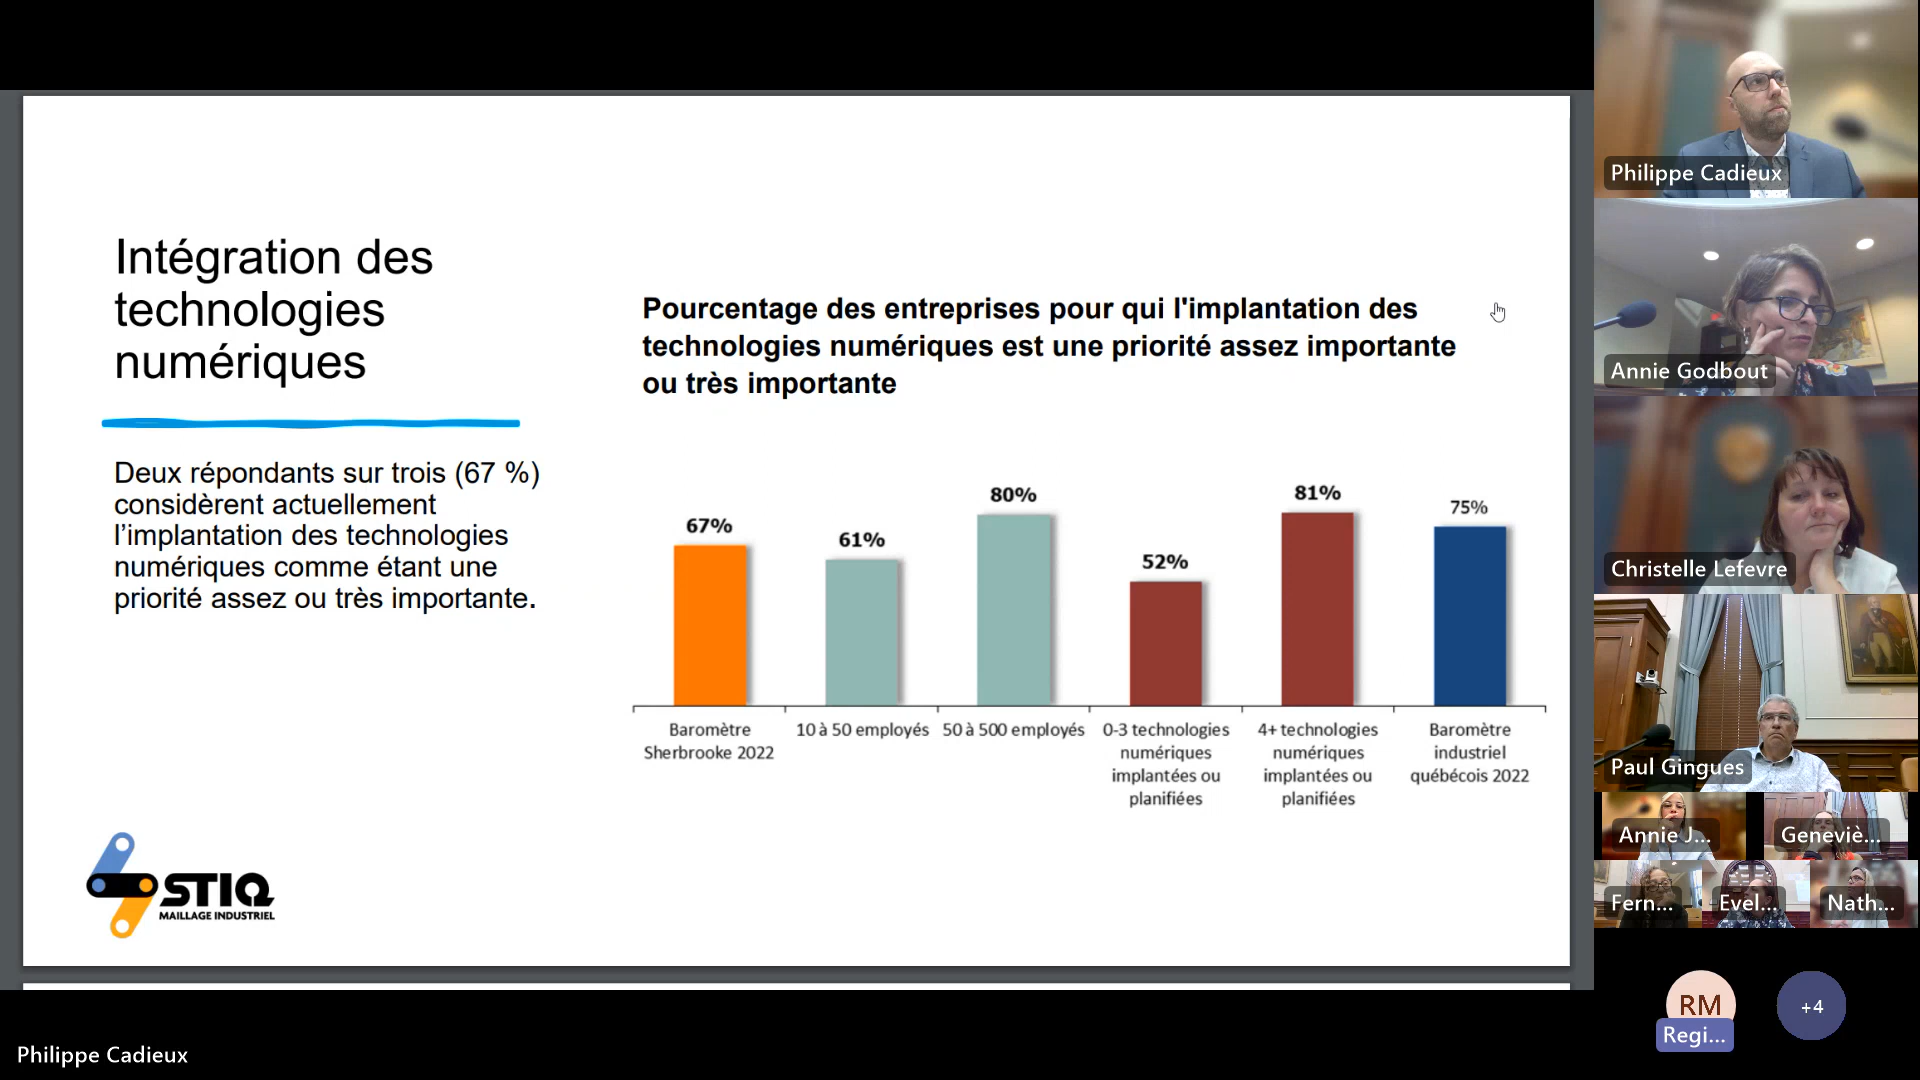 Intégration des
technologies
numériques
Deux répondants sur trois (67 %)
considèrent actuellement
l’implantation des technologies
numériques comme étant une
priorité assez ou très importante.
Pourcentage des entreprises pour qui l'implantation des
technologies numériques est une priorité assez importante
ou très importante
67%
61%
80%
52%
81%
75%
Baromètre
Sherbrooke 2022
10 à 50 employés
50 à 500 employés
0-3 technologies
numériques
implantées ou
planifiées
4+ technologies
numériques
implantées ou
planifiées
Baromètre
industriel
québécois 2022
STIQ
MAILLAGE INDUSTRIEL
Philippe Cadieux
Annie Godbout
Christelle Lefevre
Paul Gingues
Annie J...
Geneviè...
Fern...
Evel...
Nath...
RM
Regi...
+4
Philippe Cadieux